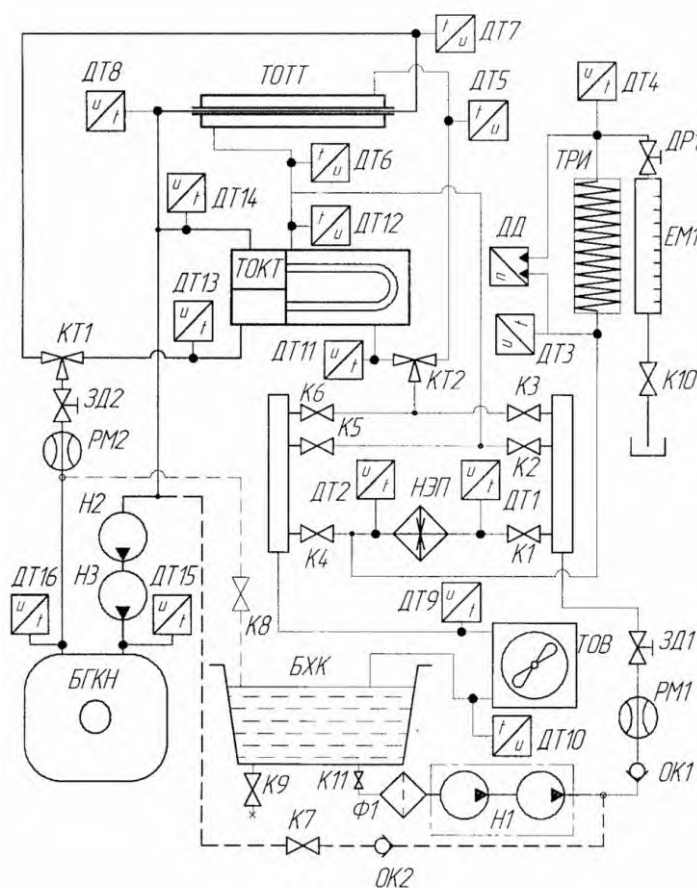 ДТ7
ДТ8
u t
t u
ТОТТ
ДТ5
t u
ДТ4
u t
ДТ6
t u
ТРИ
ДР1
ДТ14
u t
ДТ12
t u
ЕМ1
ДД
п
ТОКТ
ДТ13
u t
ДТ3
u t
КТ1
ДТ11
u t
КТ2
К10
ЗД2
К6
К3
К5
РМ2
К2
ДТ2
u t
НЭП
u t
ДТ1
Н2
К4
К1
Н3
ДТ16
u t
ДТ15
u t
К8
ДТ9
u t
ТОВ
ЗД1
БГКН
БХК
РМ1
t u
ДТ10
К9
К11
Ф1
Н1
ОК1
К7
ОК2